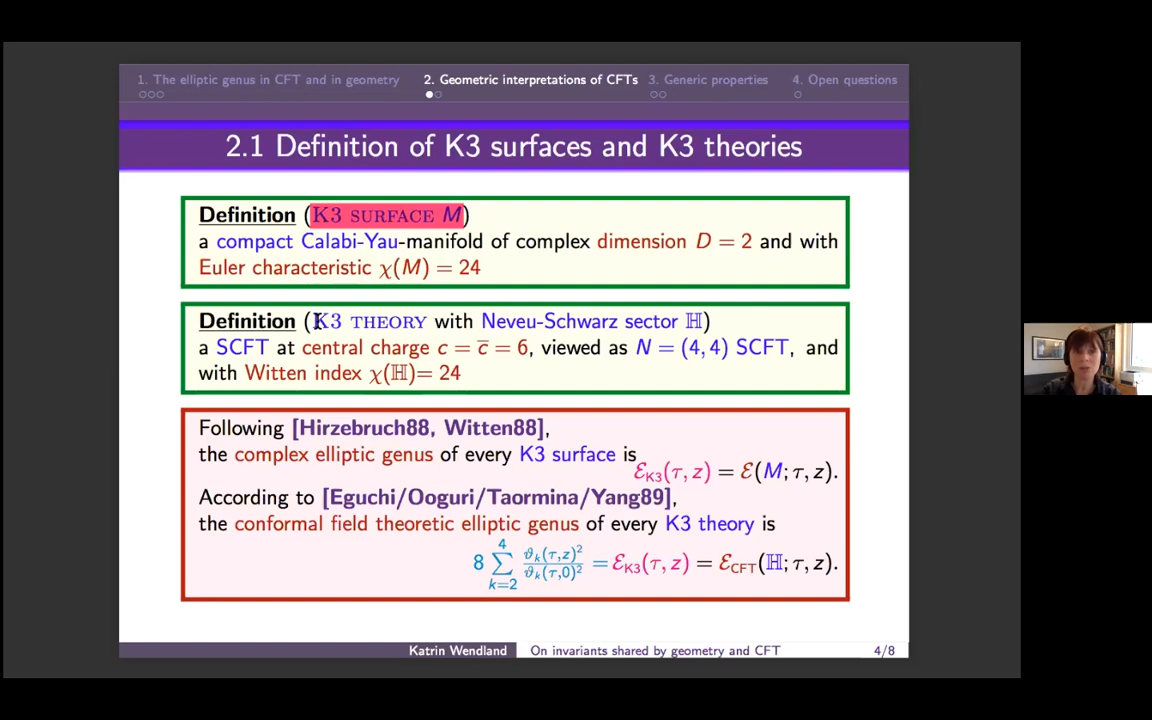 1. The elliptic genus in CFT and in geometry 2. Geometric interpretations of CFTs 3. Generic properties 4. Open questions
2.1 Definition of K3 surfaces and K3 theories
Definition (K3 SURFACE M)
a compact Calabi-Yau-manifold of complex dimension D = 2 and with
Euler characteristic χ(M) = 24
Definition (K3 THEORY with Neveu-Schwarz sector ℍ)
a SCFT at central charge c = c̅ = 6, viewed as N = (4, 4) SCFT, and
with Witten index χ(ℍ)= 24
Following [Hirzebruch88, Witten88],
the complex elliptic genus of every K3 surface is
ℰ_K3(τ, z) = ℰ(M; τ, z).
According to [Eguchi/Ooguri/Taormina/Yang89],
the conformal field theoretic elliptic genus of every K3 theory is
8 ∑_{k=2}^{4} ϑ_k(τ,z)²/ϑ_k(τ,0)² = ℰ_K3(τ, z) = ℰ_CFT(ℍ; τ, z).
Katrin Wendland On invariants shared by geometry and CFT 4/8